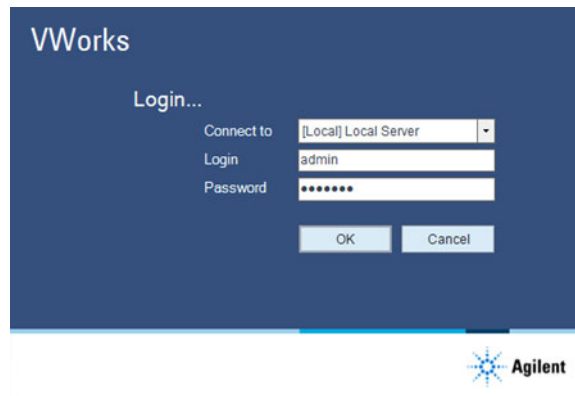 VWorks
Login...
Connect to [Local] Local Server
Login admin
Password •••••••
OK Cancel
Agilent